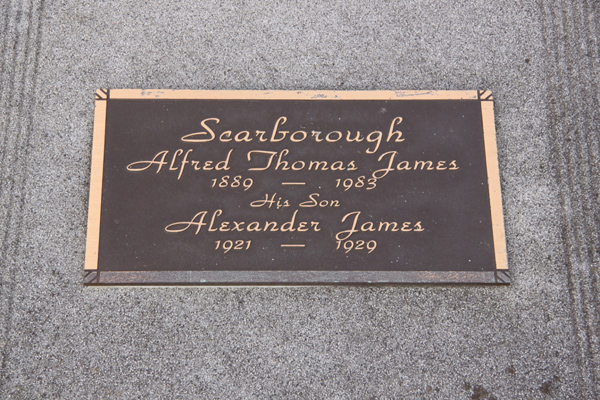 Scarborough
Alfred Thomas James
1889 — 1983
His Son
Alexander James
1921 — 1929